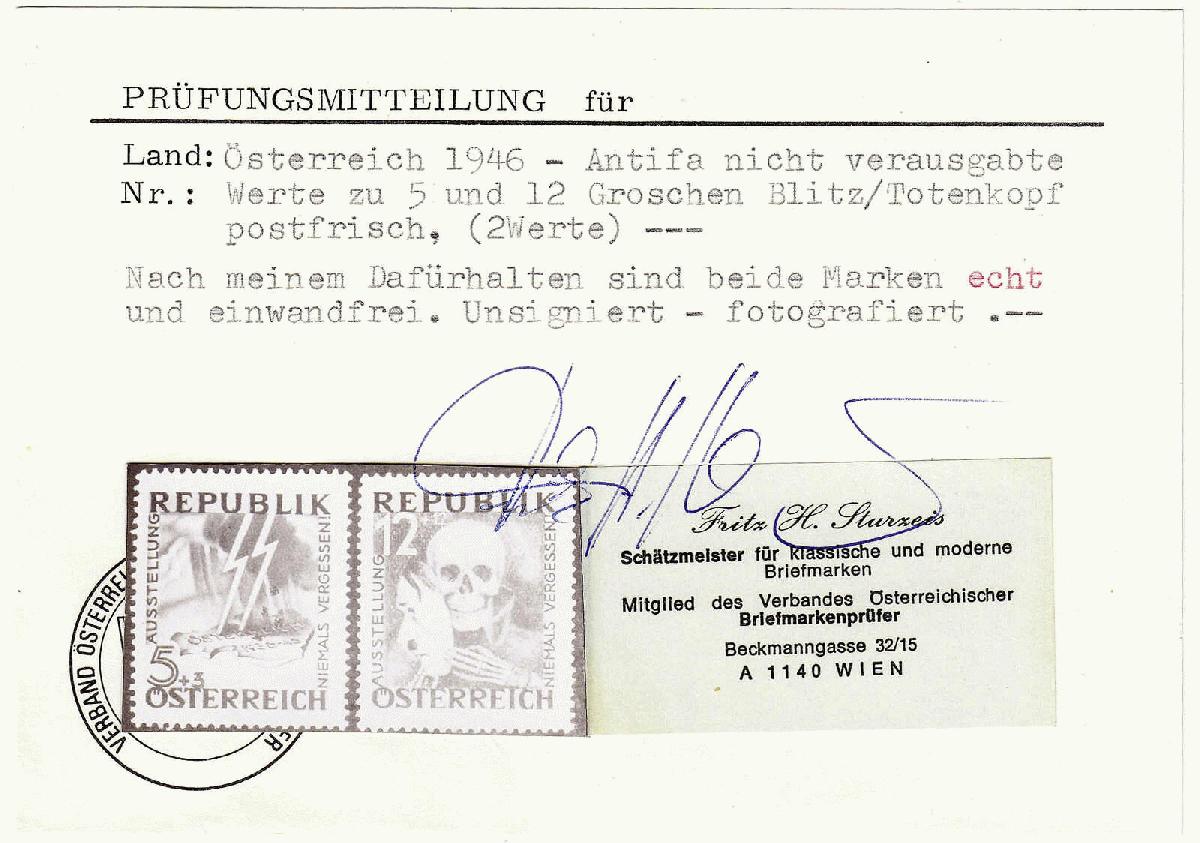 PRÜFUNGSMITTEILUNG für
Land: Österreich 1946 - Antifa nicht verausgabte
Nr.: Werte zu 5 und 12 Groschen Blitz/Totenkopf
postfrisch, (2Werte) ---
Nach meinem Dafürhalten sind beide Marken echt
und einwandfrei. Unsigniert - fotografiert .--
REPUBLIK
AUSSTELLUNG
NIEMALS VERGESSEN!
5+3
ÖSTERREICH
REPUBLIK
12
AUSSTELLUNG
NIEMALS VERGESSEN!
ÖSTERREICH
Fritz H. Sturzeis
Schätzmeister für klassische und moderne
Briefmarken
Mitglied des Verbandes Österreichischer
Briefmarkenprüfer
Beckmanngasse 32/15
A 1140 WIEN
VERBAND ÖSTERREI
ER